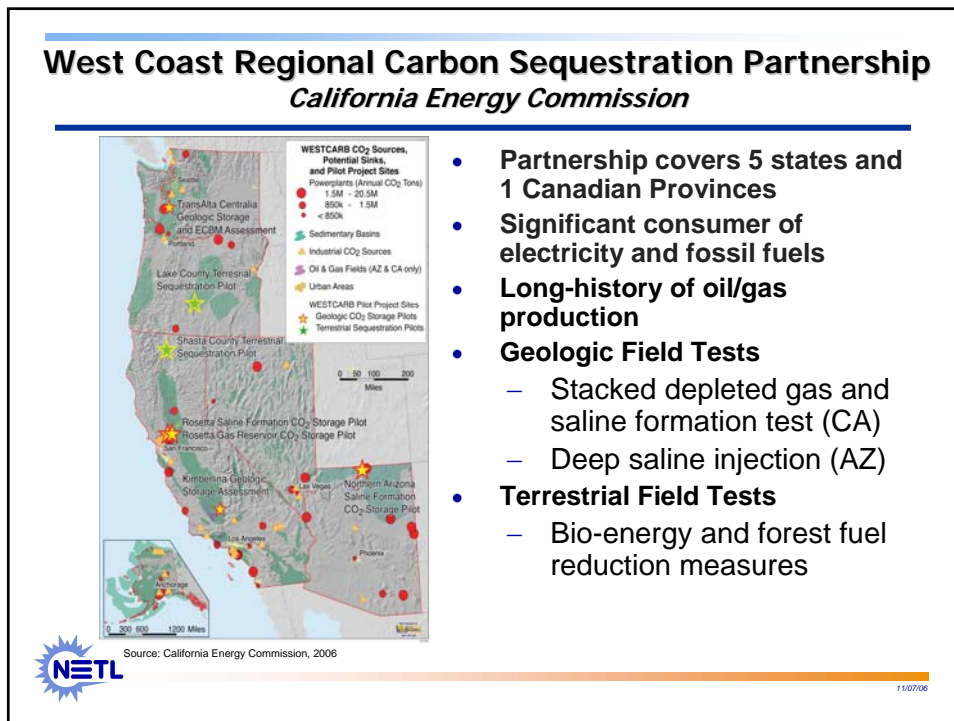 West Coast Regional Carbon Sequestration Partnership
California Energy Commission
WESTCARB CO2 Sources,
Potential Sinks,
and Pilot Project Sites
Powerplants (Annual CO2 Tons)
1.5M - 20.5M
850k - 1.5M
< 850k
Sedimentary Basins
Industrial CO2 Sources
Oil & Gas Fields (AZ & CA only)
Urban Areas
WESTCARB Pilot Project Sites
Geologic CO2 Storage Pilots
Terrestrial Sequestration Pilots
0 50 100 200
Miles
Seattle
TransAlta Centralia
Geologic Storage
and ECBM Assessment
Portland
Lake County Terresrial
Sequestration Pilot
Shasta County Terrestrial
Sequestration Pilot
Rosetta Saline Formation CO2 Storage Pilot
Rosetta Gas Reservoir CO2 Storage Pilot
San Francisco
Kimberlina Geologic
Storage Assessment
Las Vegas
Northern Arizona
Saline Formation
CO2 Storage Pilot
Los Angeles
Phoenix
Anchorage
0 300 600 1200 Miles
• Partnership covers 5 states and
1 Canadian Provinces
• Significant consumer of
electricity and fossil fuels
• Long-history of oil/gas
production
• Geologic Field Tests
– Stacked depleted gas and
saline formation test (CA)
– Deep saline injection (AZ)
• Terrestrial Field Tests
– Bio-energy and forest fuel
reduction measures
Source: California Energy Commission, 2006
NETL
11/07/06